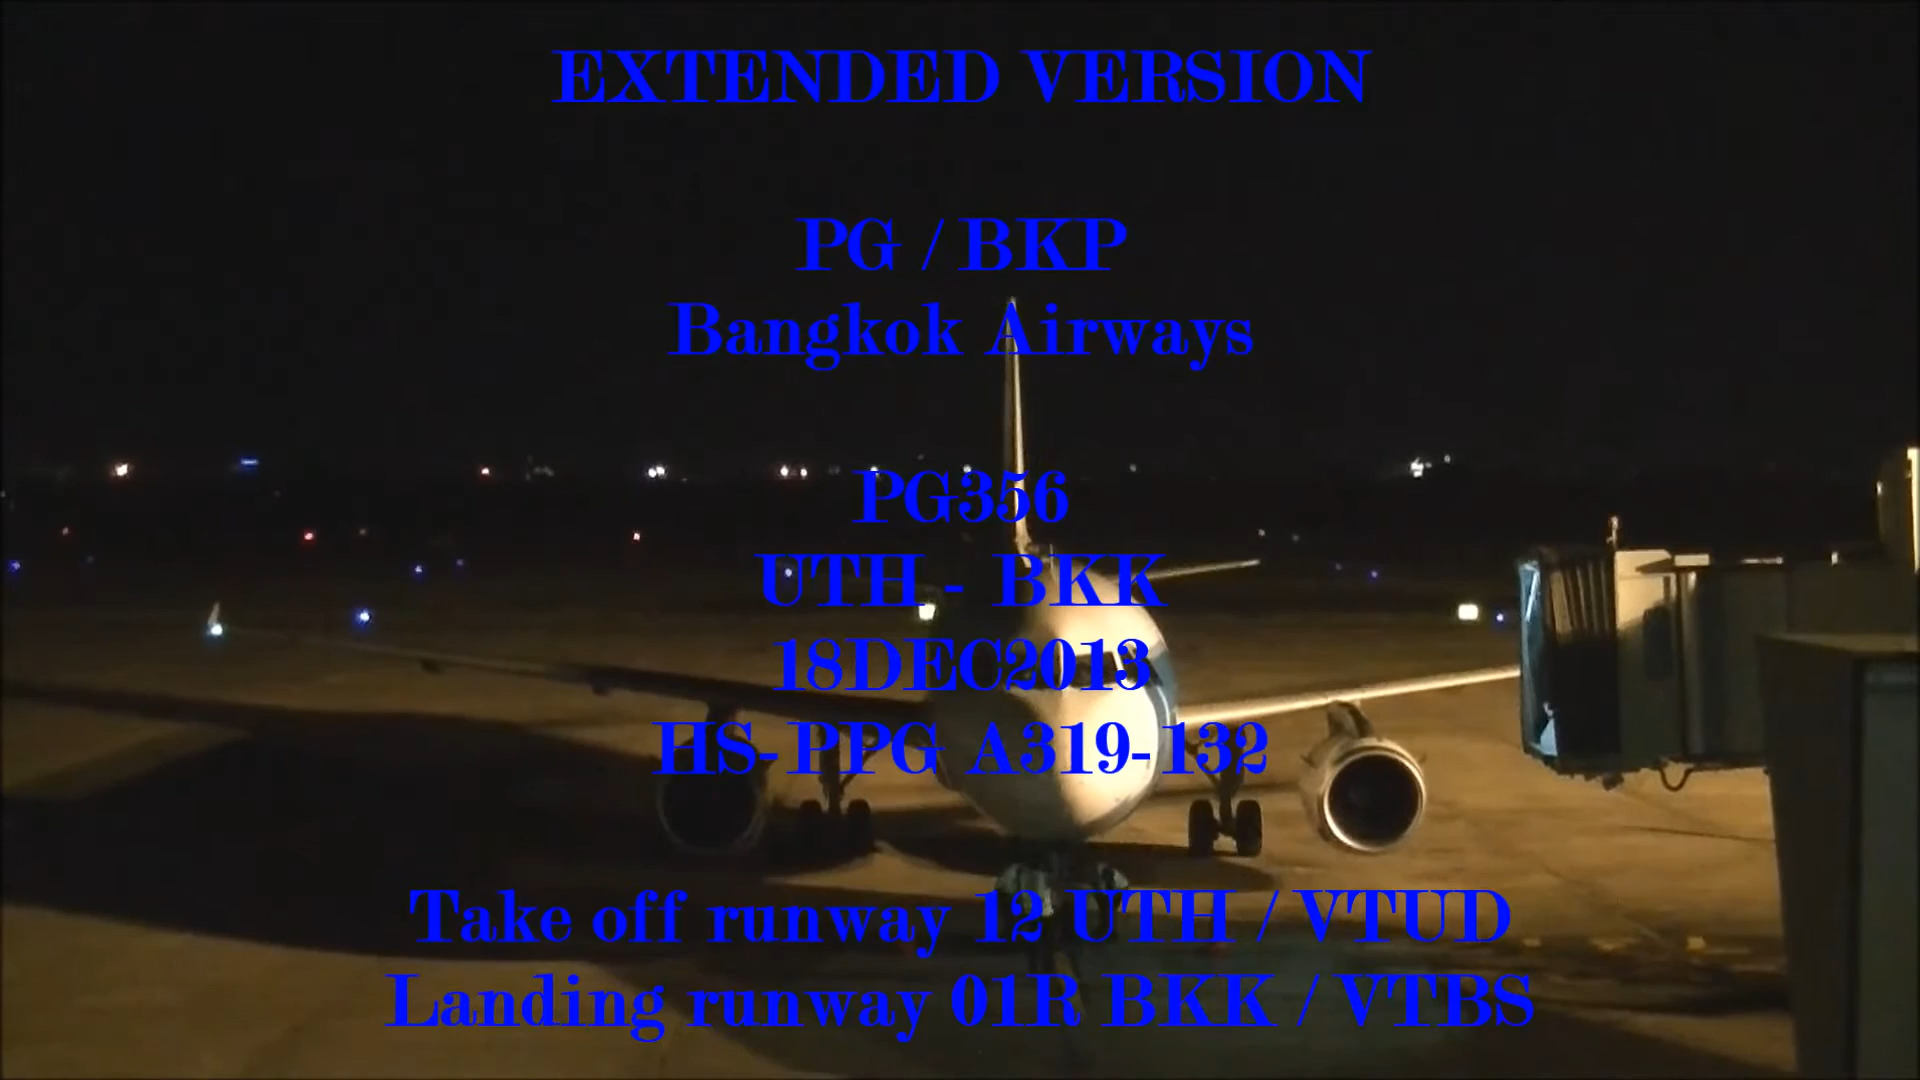 EXTENDED VERSION
PG / BKP
Bangkok Airways
PG356
UTH - BKK
18DEC2013
HS-PPG A319-132
Take off runway 12 UTH / VTUD
Landing runway 01R BKK / VTBS